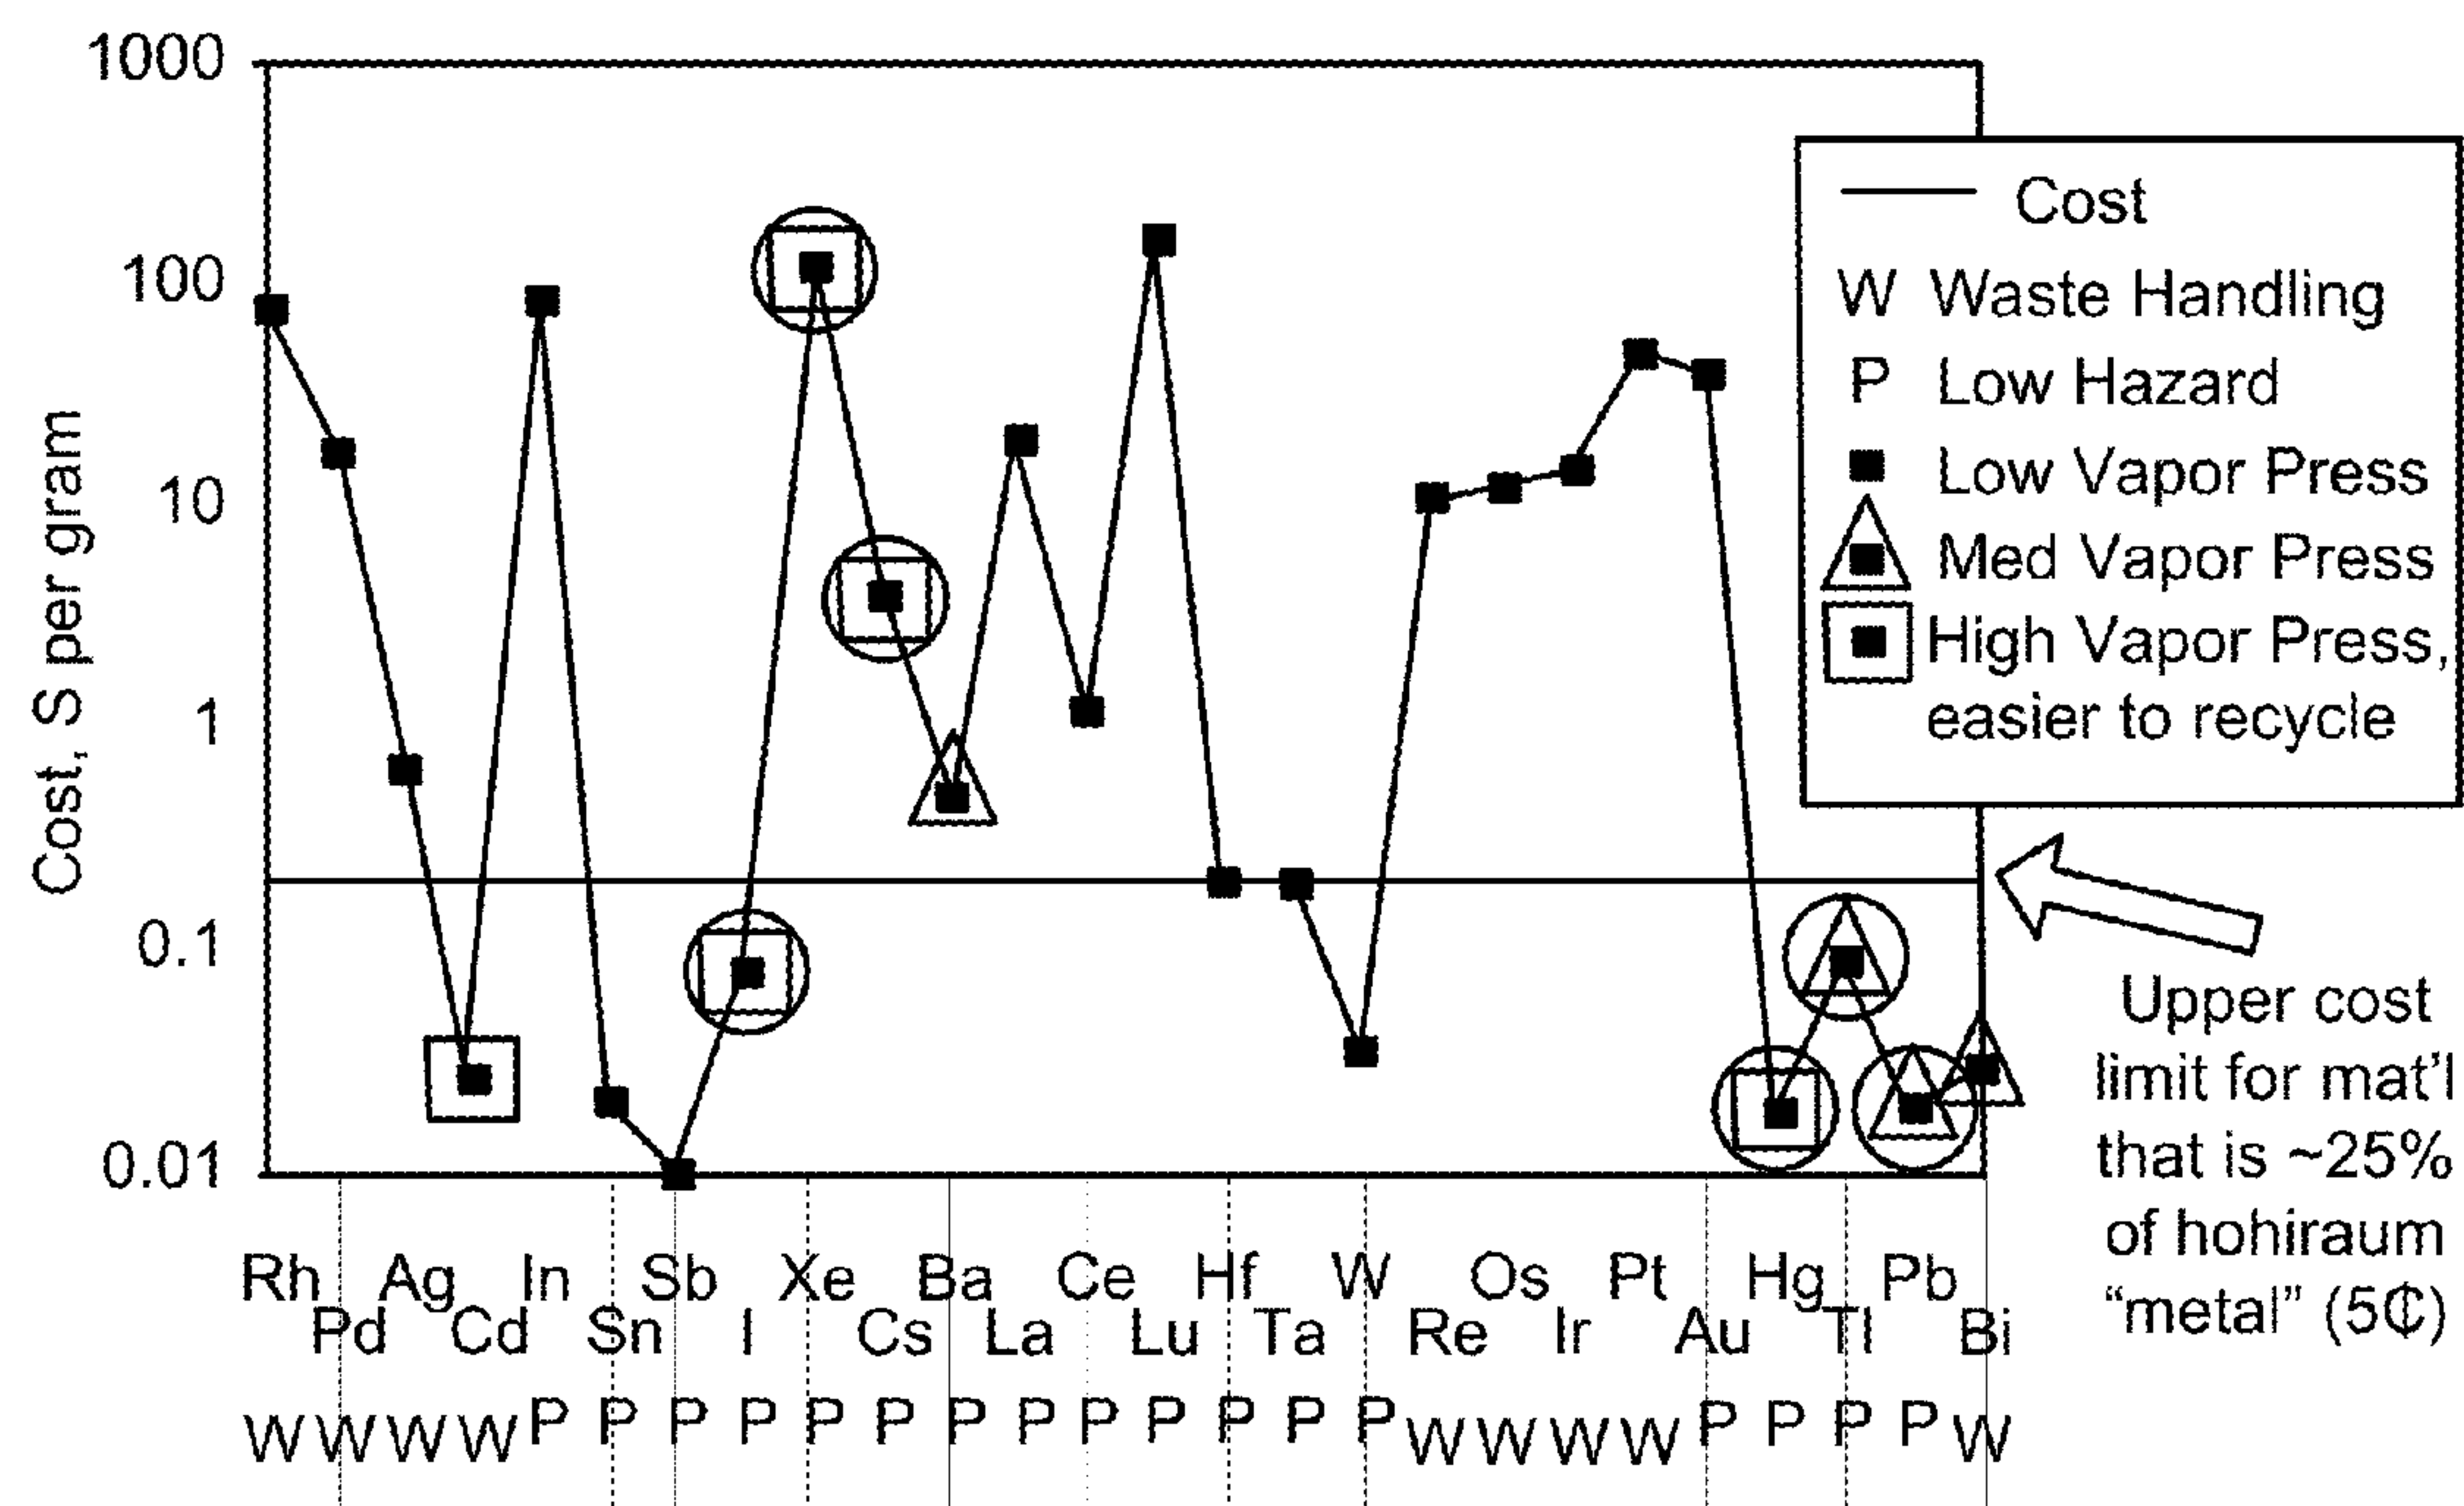 1000
100
10
1
0.1
0.01
Cost, S per gram
Cost
W Waste Handling
P Low Hazard
Low Vapor Press
Med Vapor Press
High Vapor Press,
easier to recycle
Upper cost
limit for mat'l
that is ~25%
of hohiraum
“metal” (5₵)
Rh Ag In Sb Xe Ba Ce Hf W Os Pt Hg Pb
Pd Cd Sn I Cs La Lu Ta Re Ir Au Tl Bi
W W W W P P P P P P P P P P P P P W W W W P P P P W